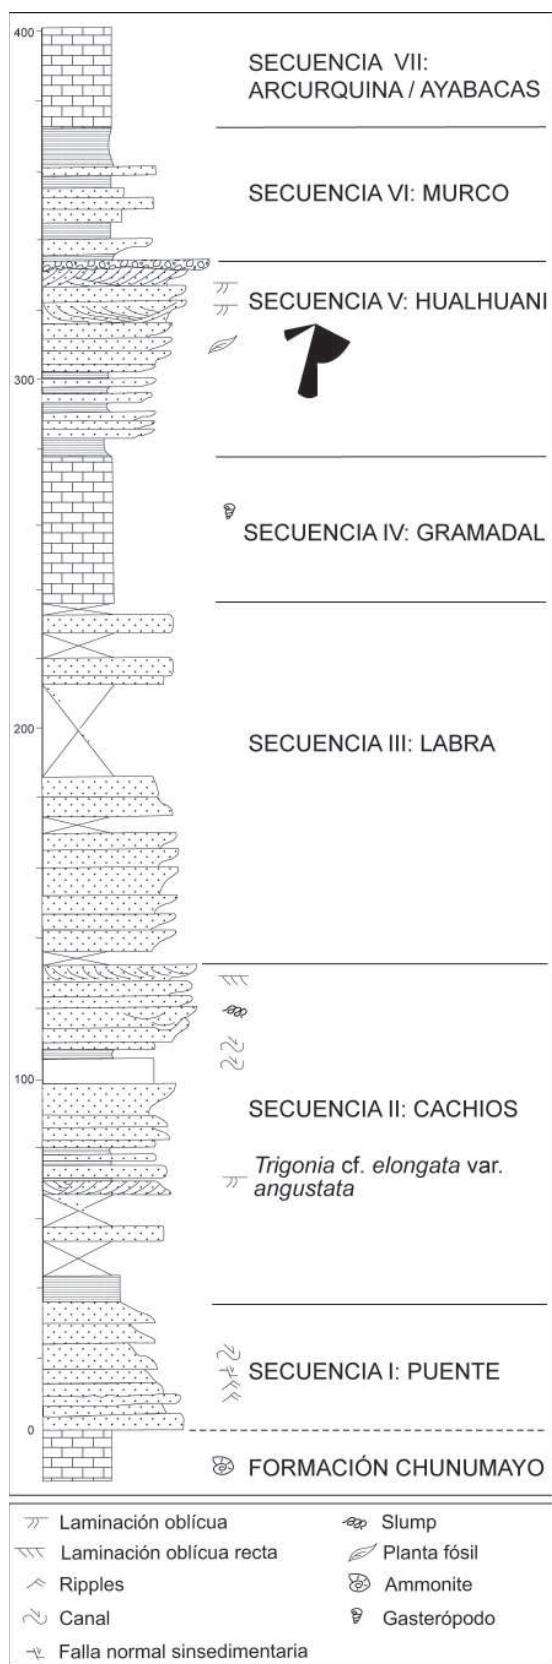 400
SECUENCIA VII:
ARCURQUINA / AYABACAS
SECUENCIA VI: MURCO
SECUENCIA V: HUALHUANI
300
SECUENCIA IV: GRAMADAL
200
SECUENCIA III: LABRA
100
SECUENCIA II: CACHIOS
Trigonia cf. elongata var.
angustata
SECUENCIA I: PUENTE
0
FORMACIÓN CHUNUMAYO
Laminación oblícua
Slump
Laminación oblícua recta
Planta fósil
Ripples
Ammonite
Canal
Gasterópodo
Falla normal sinsedimentaria